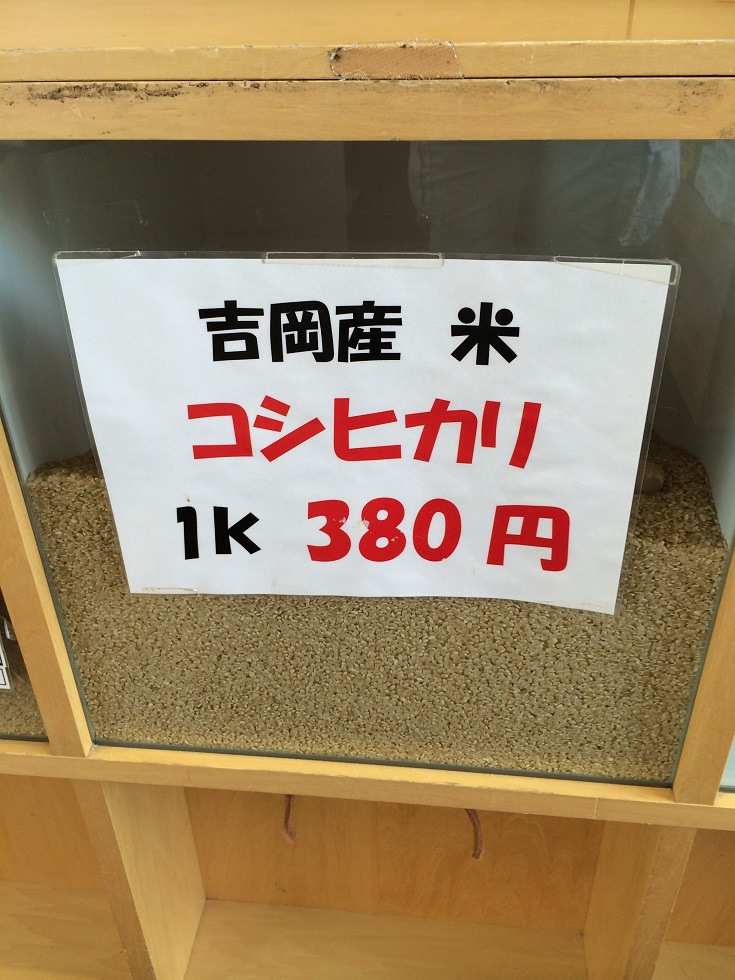 吉岡産 米
コシヒカリ
1k 380円